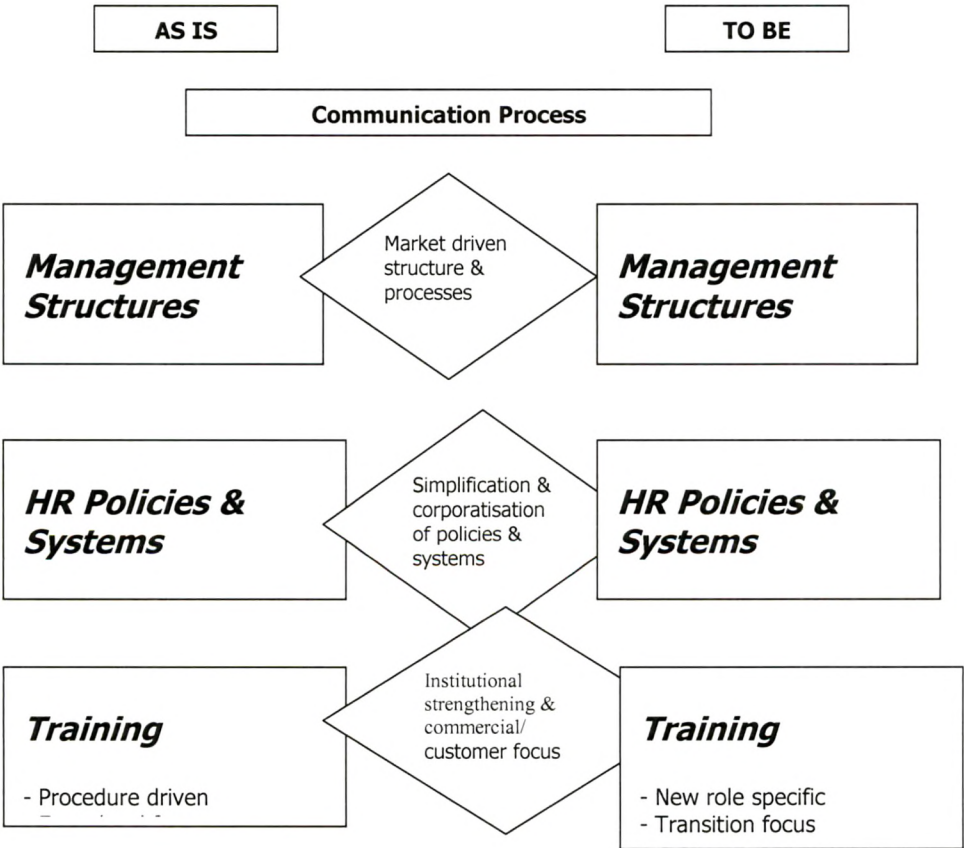 AS IS
TO BE
Communication Process
Management
Structures
Market driven
structure &
processes
Management
Structures
HR Policies &
Systems
Simplification &
corporatisation
of policies &
systems
HR Policies &
Systems
Training
- Procedure driven
Institutional
strengthening &
commercial/
customer focus
Training
- New role specific
- Transition focus